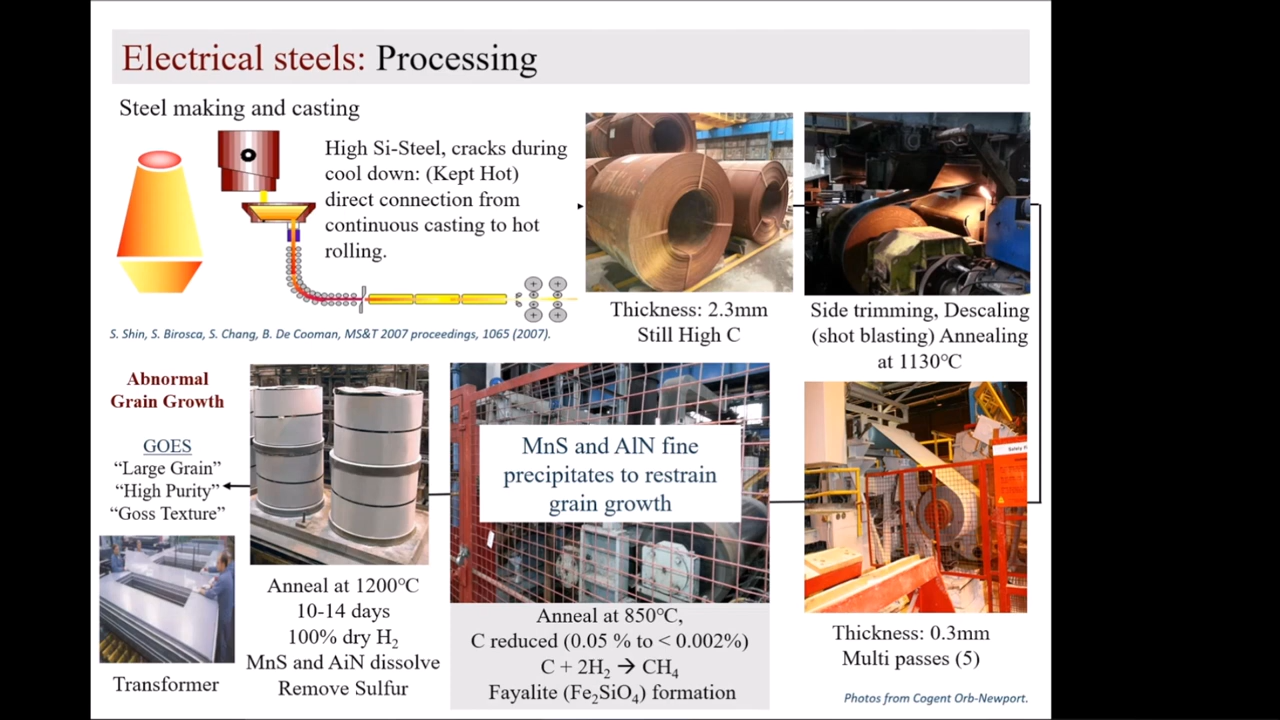 Electrical steels: Processing
Steel making and casting
High Si-Steel, cracks during
cool down: (Kept Hot)
direct connection from
continuous casting to hot
rolling.
S. Shin, S. Birosca, S. Chang, B. De Cooman, MS&T 2007 proceedings, 1065 (2007).
Thickness: 2.3mm
Still High C
Side trimming, Descaling
(shot blasting) Annealing
at 1130℃
Abnormal
Grain Growth
GOES
“Large Grain”
“High Purity”
“Goss Texture”
Transformer
Anneal at 1200℃
10-14 days
100% dry H₂
MnS and AiN dissolve
Remove Sulfur
MnS and AlN fine
precipitates to restrain
grain growth
Anneal at 850℃,
C reduced (0.05 % to < 0.002%)
C + 2H₂ → CH₄
Fayalite (Fe₂SiO₄) formation
Thickness: 0.3mm
Multi passes (5)
Photos from Cogent Orb-Newport.